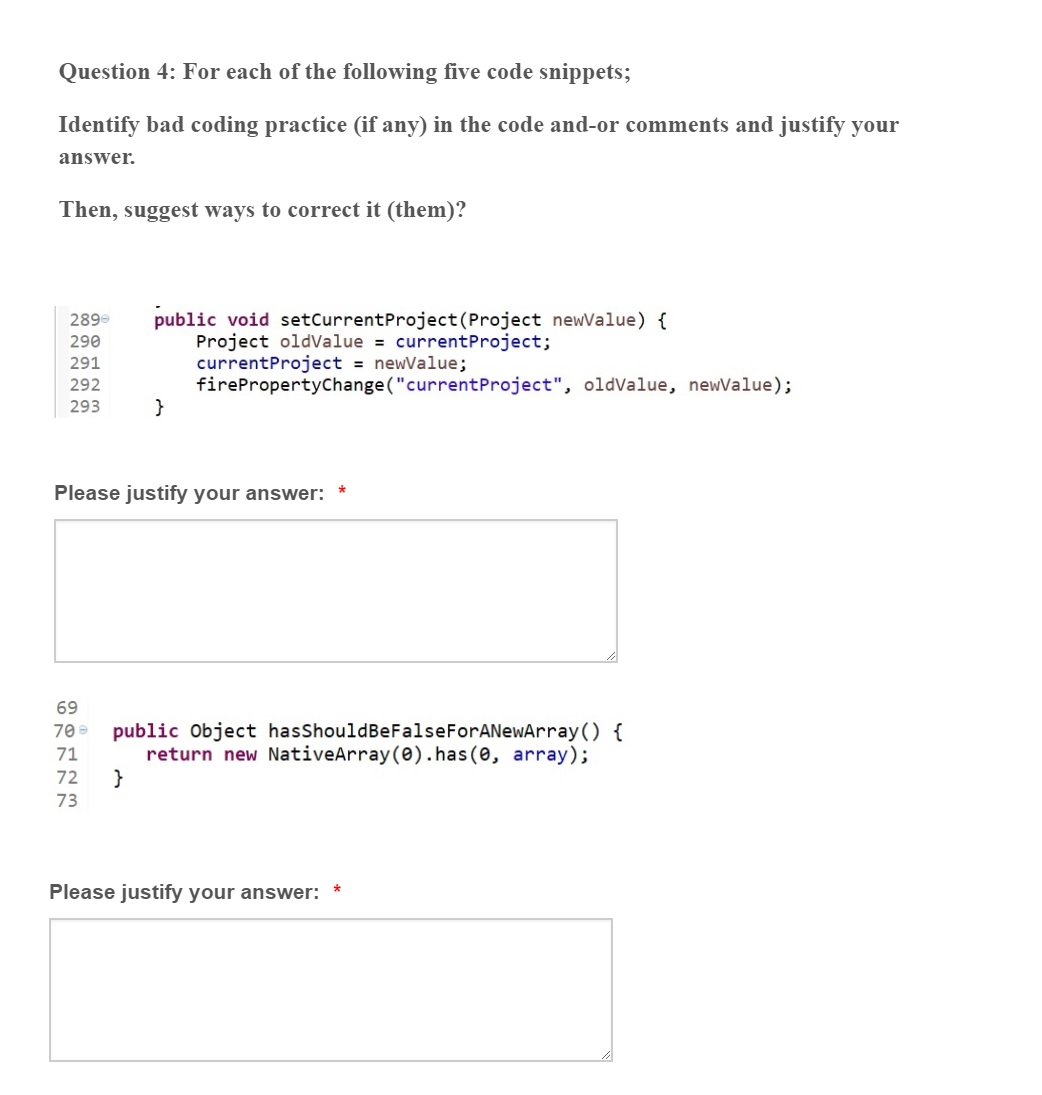 Question 4: For each of the following five code snippets;
Identify bad coding practice (if any) in the code and-or comments and justify your
answer.
Then, suggest ways to correct it (them)?
289 public void setCurrentProject(Project newValue) {
290 Project oldValue = currentProject;
291 currentProject = newValue;
292 firePropertyChange("currentProject", oldValue, newValue);
293 }
Please justify your answer: *
69
70 public Object hasShouldBeFalseForANewArray() {
71 return new NativeArray(0).has(0, array);
72 }
73
Please justify your answer: *